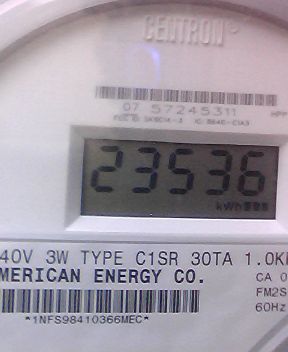 CENTRON®
07 57245311
23536
kWh
40V 3W TYPE C1SR 30TA 1.0K
MERICAN ENERGY CO.
CA 0
FM2S
60Hz
*1NFS98410366MEC*